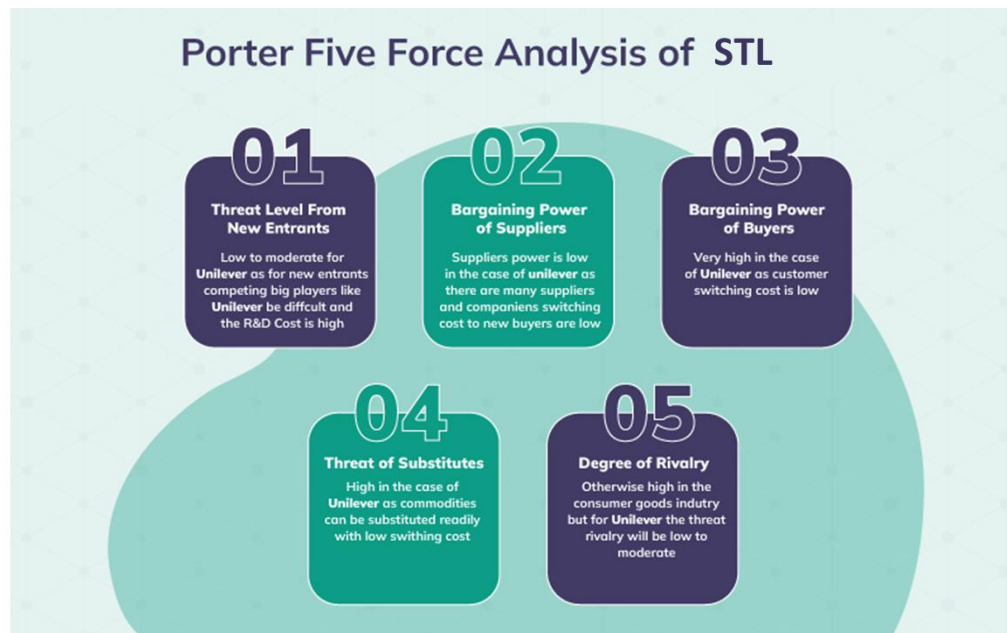 Porter Five Force Analysis of STL
01
Threat Level From
New Entrants
Low to moderate for
Unilever as for new entrants
competing big players like
Unilever be diffcult and
the R&D Cost is high
02
Bargaining Power
of Suppliers
Suppliers power is low
in the case of unilever as
there are many suppliers
and companiens switching
cost to new buyers are low
03
Bargaining Power
of Buyers
Very high in the case
of Unilever as customer
switching cost is low
04
Threat of Substitutes
High in the case of
Unilever as commodities
can be substituted readily
with low swithing cost
05
Degree of Rivalry
Otherwise high in the
consumer goods indutry
but for Unilever the threat
rivalry will be low to
moderate